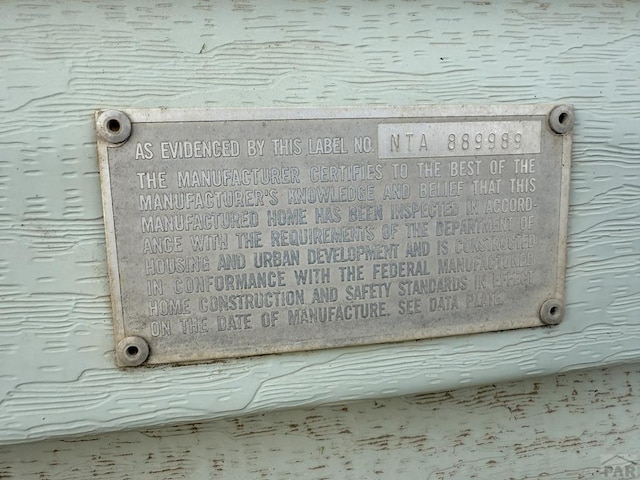 AS EVIDENCED BY THIS LABEL NO. NTA 889989
THE MANUFACTURER CERTIFIES TO THE BEST OF THE
MANUFACTURER'S KNOWLEDGE AND BELIEF THAT THIS
MANUFACTURED HOME HAS BEEN INSPECTED IN ACCORD-
ANCE WITH THE REQUIREMENTS OF THE DEPARTMENT OF
HOUSING AND URBAN DEVELOPMENT AND IS CONSTRUCTED
IN CONFORMANCE WITH THE FEDERAL MANUFACTURED
HOME CONSTRUCTION AND SAFETY STANDARDS IN EFFECT
ON THE DATE OF MANUFACTURE. SEE DATA PLATE.
PAR